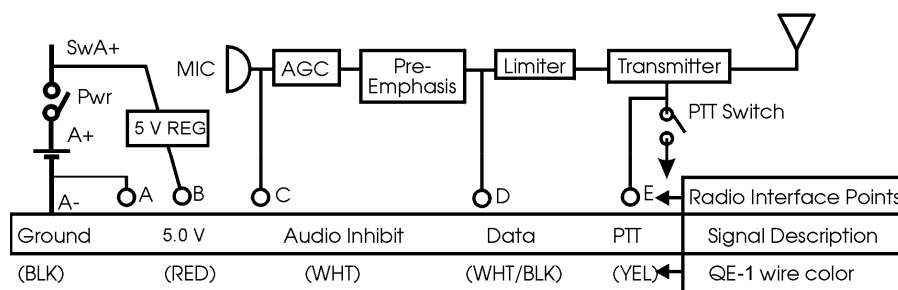 SwA+
MIC
AGC
Pre-
Emphasis
Limiter
Transmitter
Pwr
5 V REG
PTT Switch
A+
A-
A
B
C
D
E
Radio Interface Points
Ground
5.0 V
Audio Inhibit
Data
PTT
Signal Description
(BLK)
(RED)
(WHT)
(WHT/BLK)
(YEL)
QE-1 wire color